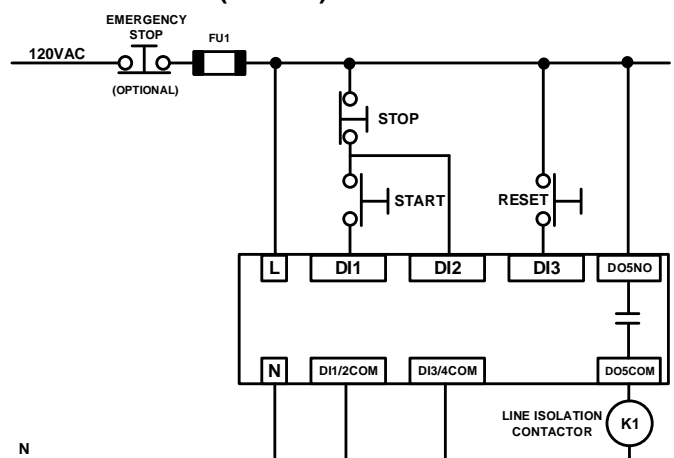 EMERGENCY
STOP
FU1
120VAC
(OPTIONAL)
STOP
START
RESET
L DI1 DI2 DI3 DO5NO
N DI1/2COM DI3/4COM DO5COM
LINE ISOLATION
CONTACTOR
K1
N